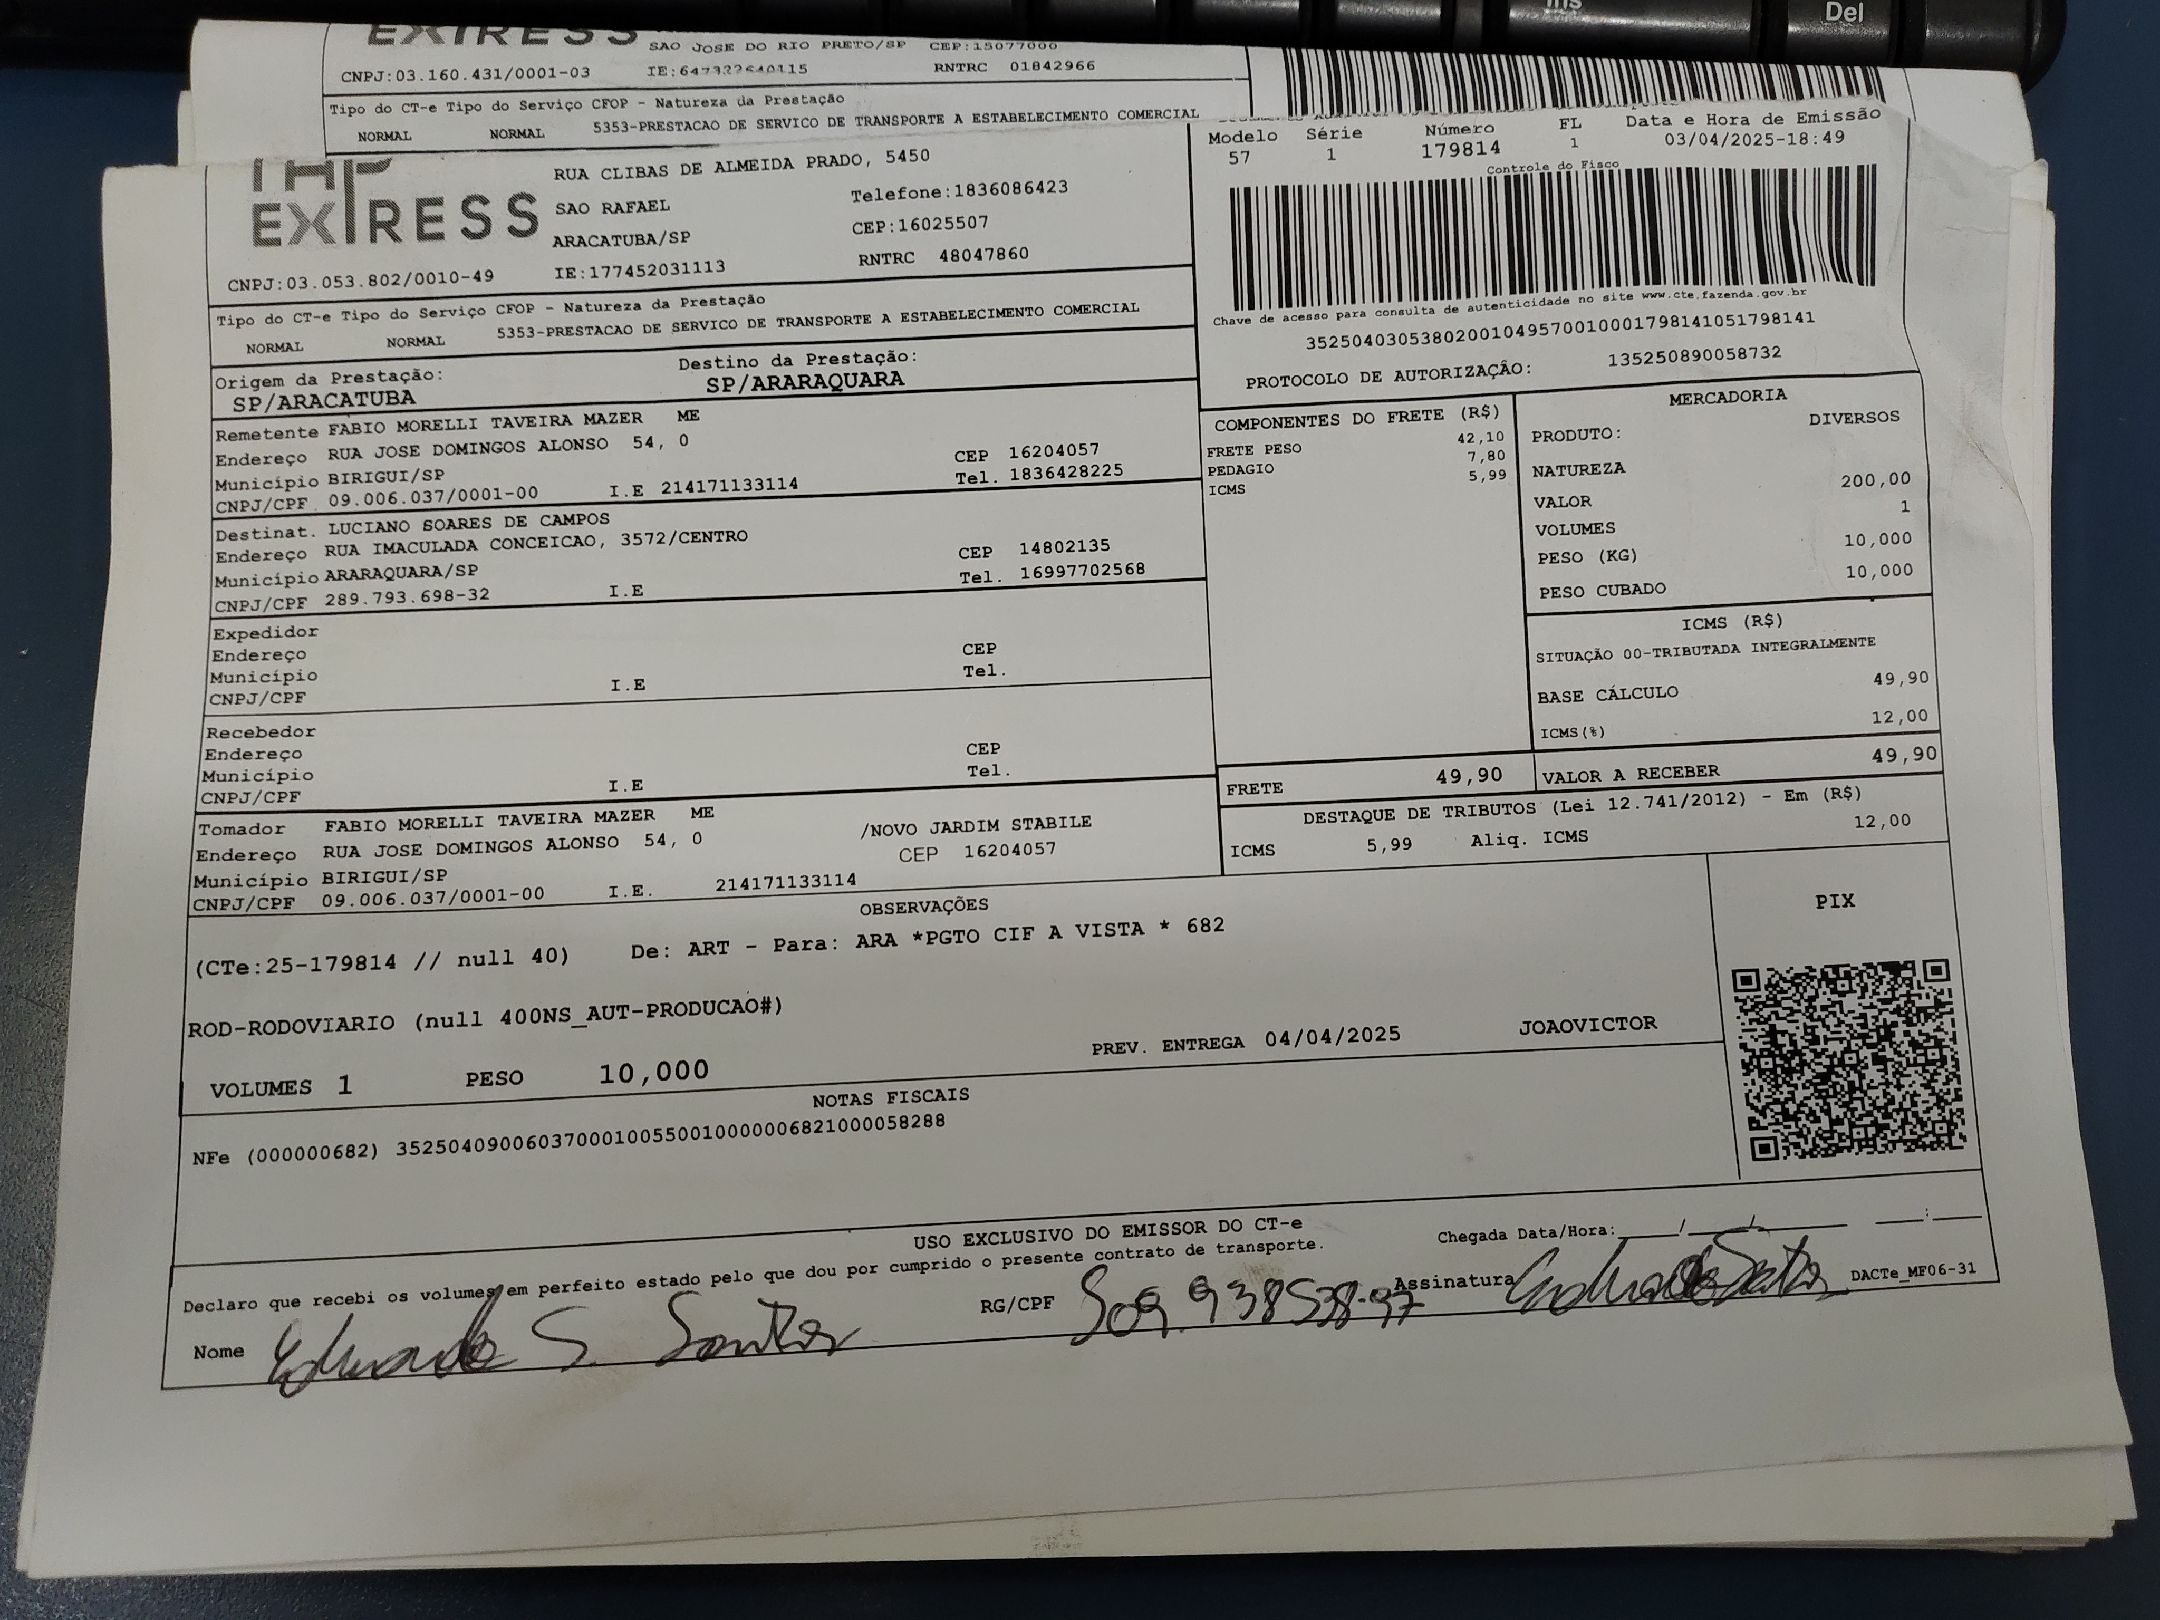 Del
EXPRESS SAO JOSE DO RIO PRETO/SP CEP:15077000
CNPJ:03.160.431/0001-03 RNTRC 01842966
Tipo do CT-e Tipo do Serviço CFOP - Natureza da Prestação
NORMAL NORMAL 5353-PRESTACAO DE SERVICO DE TRANSPORTE A ESTABELECIMENTO COMERCIAL
EXPRESS
RUA CLIBAS DE ALMEIDA PRADO, 5450
SAO RAFAEL Telefone:1836086423
ARACATUBA/SP CEP:16025507
CNPJ:03.053.802/0010-49 IE:177452031113 RNTRC 48047860
Modelo Série Número FL Data e Hora de Emissão
57 1 179814 1 03/04/2025-18:49
Controle do Fisco
Chave de acesso para consulta de autenticidade no site www.cte.fazenda.gov.br
35250403053802001049570010001798141051798141
PROTOCOLO DE AUTORIZAÇÃO: 135250890058732
Tipo do CT-e Tipo do Serviço CFOP - Natureza da Prestação
NORMAL NORMAL 5353-PRESTACAO DE SERVICO DE TRANSPORTE A ESTABELECIMENTO COMERCIAL
Origem da Prestação: Destino da Prestação:
SP/ARACATUBA SP/ARARAQUARA
Remetente FABIO MORELLI TAVEIRA MAZER ME
Endereço RUA JOSE DOMINGOS ALONSO 54, 0 CEP 16204057
Município BIRIGUI/SP Tel. 1836428225
CNPJ/CPF 09.006.037/0001-00 I.E 214171133114
Destinat. LUCIANO SOARES DE CAMPOS
Endereço RUA IMACULADA CONCEICAO, 3572/CENTRO CEP 14802135
Município ARARAQUARA/SP Tel. 16997702568
CNPJ/CPF 289.793.698-32 I.E
Expedidor
Endereço CEP
Município Tel.
CNPJ/CPF I.E
Recebedor
Endereço CEP
Município Tel.
CNPJ/CPF I.E
Tomador FABIO MORELLI TAVEIRA MAZER ME
Endereço RUA JOSE DOMINGOS ALONSO 54, 0 /NOVO JARDIM STABILE
Município BIRIGUI/SP CEP 16204057
CNPJ/CPF 09.006.037/0001-00 I.E. 214171133114
COMPONENTES DO FRETE (R$)
FRETE PESO 42,10
PEDAGIO 7,80
ICMS 5,99
MERCADORIA
PRODUTO: DIVERSOS
NATUREZA
VALOR 200,00
VOLUMES 1
PESO (KG) 10,000
PESO CUBADO 10,000
ICMS (R$)
SITUAÇÃO 00-TRIBUTADA INTEGRALMENTE
BASE CÁLCULO 49,90
ICMS(%) 12,00
FRETE 49,90 VALOR A RECEBER 49,90
DESTAQUE DE TRIBUTOS (Lei 12.741/2012) - Em (R$)
ICMS 5,99 Aliq. ICMS 12,00
OBSERVAÇÕES
(CTe:25-179814 // null 40) De: ART - Para: ARA *PGTO CIF A VISTA * 682
ROD-RODOVIARIO (null 400NS_AUT-PRODUCAO#)
VOLUMES 1 PESO 10,000 PREV. ENTREGA 04/04/2025 JOAOVICTOR
PIX
NOTAS FISCAIS
NFe (000000682) 35250409006037000100550010000006821000058288
USO EXCLUSIVO DO EMISSOR DO CT-e
Declaro que recebi os volumes em perfeito estado pelo que dou por cumprido o presente contrato de transporte.
Chegada Data/Hora: / / :
Nome Eduardo S. Santos RG/CPF 509.938538-97 Assinatura DACTe_MF06-31